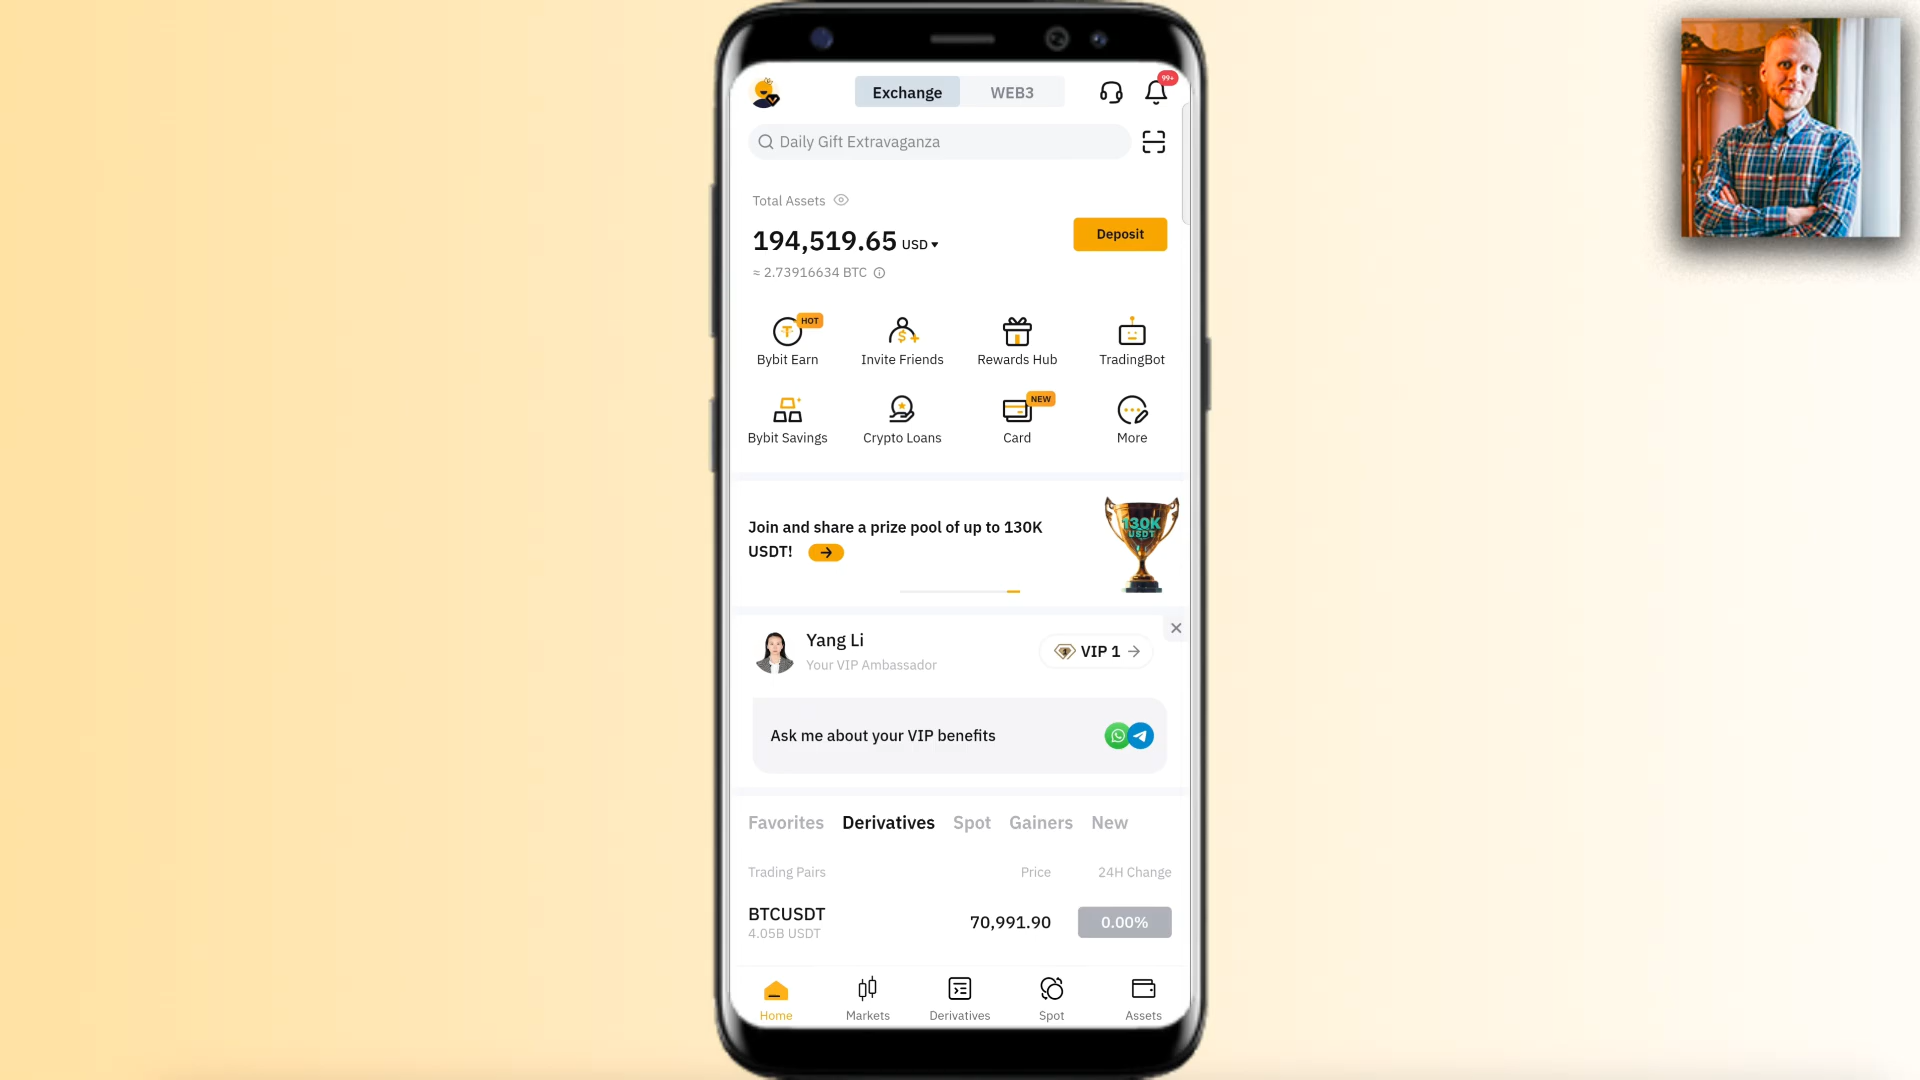 Exchange
WEB3
99+
Daily Gift Extravaganza
Total Assets
194,519.65 USD
Deposit
≈ 2.73916634 BTC
HOT
Bybit Earn
Invite Friends
Rewards Hub
TradingBot
NEW
Bybit Savings
Crypto Loans
Card
More
Join and share a prize pool of up to 130K
USDT!
130K
USDT
Yang Li
Your VIP Ambassador
VIP 1
Ask me about your VIP benefits
Favorites Derivatives Spot Gainers New
Trading Pairs Price 24H Change
BTCUSDT 70,991.90 0.00%
4.05B USDT
Home Markets Derivatives Spot Assets